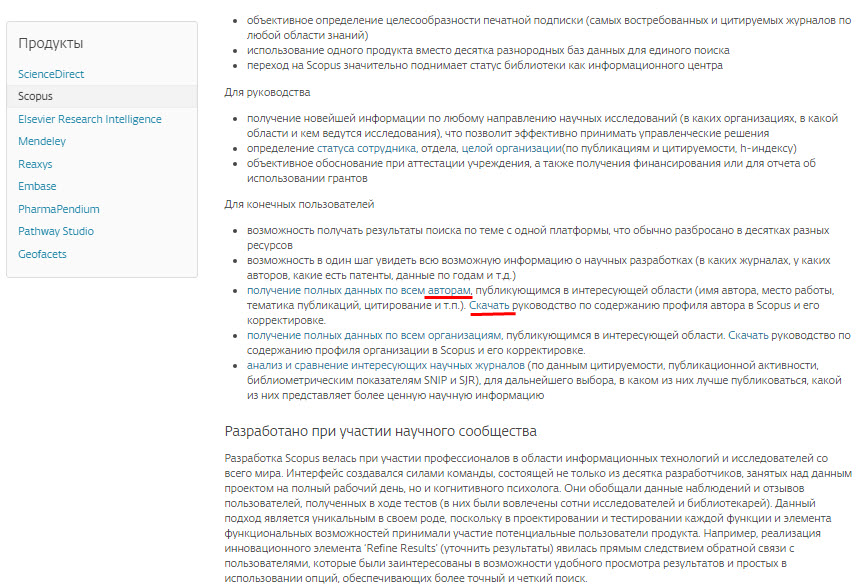 Продукты
ScienceDirect
Scopus
Elsevier Research Intelligence
Mendeley
Reaxys
Embase
PharmaPendium
Pathway Studio
Geofacets
объективное определение целесообразности печатной подписки (самых востребованных и цитируемых журналов по
любой области знаний)
использование одного продукта вместо десятка разнородных баз данных для единого поиска
переход на Scopus значительно поднимает статус библиотеки как информационного центра
Для руководства
получение новейшей информации по любому направлению научных исследований (в каких организациях, в какой
области и кем ведутся исследования), что позволит эффективно принимать управленческие решения
определение статуса сотрудника, отдела, целой организации(по публикациям и цитируемости, h-индексу)
объективное обоснование при аттестации учреждения, а также получения финансирования или для отчета об
использовании грантов
Для конечных пользователей
возможность получать результаты поиска по теме с одной платформы, что обычно разбросано в десятках разных
ресурсов
возможность в один шаг увидеть всю возможную информацию о научных разработках (в каких журналах, у каких
авторов, какие есть патенты, данные по годам и т.д.)
получение полных данных по всем авторам, публикующимся в интересующей области (имя автора, место работы,
тематика публикаций, цитирование и т.п.). Скачать руководство по содержанию профиля автора в Scopus и его
корректировке.
получение полных данных по всем организациям, публикующимся в интересующей области. Скачать руководство по
содержанию профиля организации в Scopus и его корректировке.
анализ и сравнение интересующих научных журналов (по данным цитируемости, публикационной активности,
библиометрическим показателям SNIP и SJR), для дальнейшего выбора, в каком из них лучше публиковаться, какой
из них представляет более ценную научную информацию
Разработано при участии научного сообщества
Разработка Scopus велась при участии профессионалов в области информационных технологий и исследователей со
всего мира. Интерфейс создавался силами команды, состоящей не только из десятка разработчиков, занятых над данным
проектом на полный рабочий день, но и когнитивного психолога. Они обобщали данные наблюдений и отзывов
пользователей, полученных в ходе тестов (в них были вовлечены сотни исследователей и библиотекарей). Данный
подход является уникальным в своем роде, поскольку в проектировании и тестировании каждой функции и элемента
функциональных возможностей принимали участие потенциальные пользователи продукта. Например, реализация
инновационного элемента 'Refine Results' (уточнить результаты) явилась прямым следствием обратной связи с
пользователями, которые были заинтересованы в возможности удобного просмотра результатов и простых в
использовании опций, обеспечивающих более точный и четкий поиск.